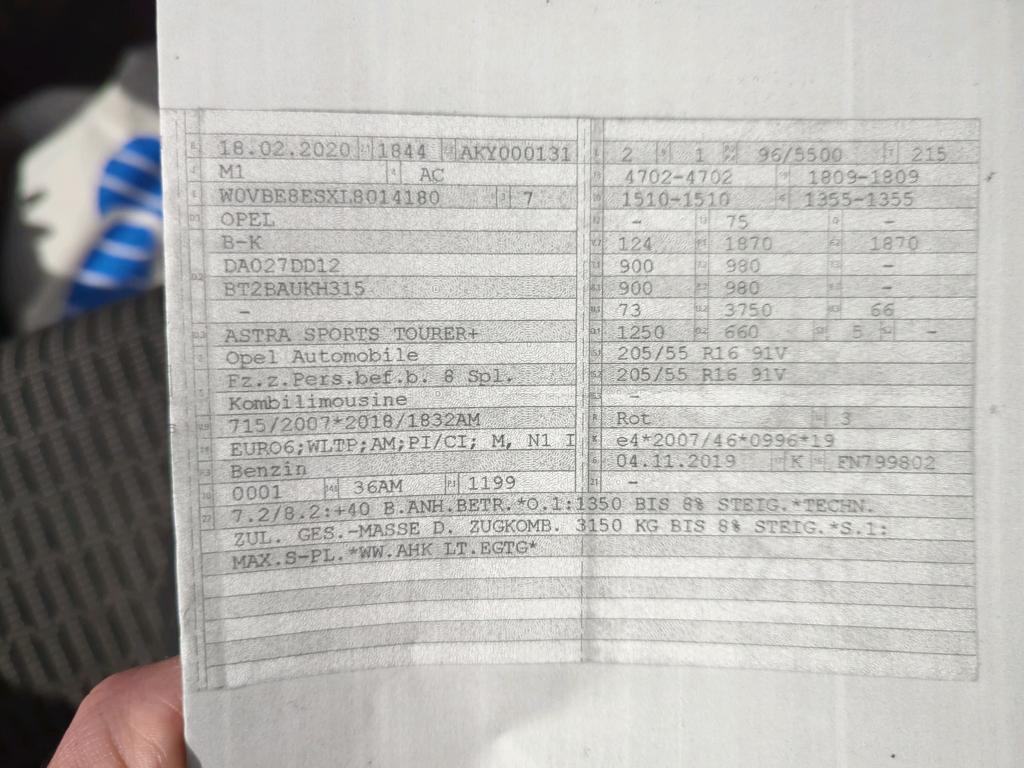 18.02.2020 1844 AKY000131 2 1 96/5500 215
M1 AC 4702-4702 1809-1809
W0VBE8ESXL8014180 7 1510-1510 1355-1355
OPEL - 75 -
B-K 124 1870 1870
DA027DD12 900 980 -
BT2BAUKH315 900 980 -
- 73 3750 66
ASTRA SPORTS TOURER+ 1250 660 5 -
Opel Automobile 205/55 R16 91V
Fz.z.Pers.bef.b. 8 Spl. 205/55 R16 91V
Kombilimousine -
715/2007*2018/1832AM Rot 3
EURO6;WLTP;AM;PI/CI; M, N1 I e4*2007/46*0996*19
Benzin 04.11.2019 K FN799802
0001 36AM 1199 -
7.2/8.2:+40 B.ANH.BETR.*O.1:1350 BIS 8% STEIG.*TECHN.
ZUL. GES.-MASSE D. ZUGKOMB. 3150 KG BIS 8% STEIG.*S.1:
MAX.S-PL.*WW.AHK LT.EGTG*